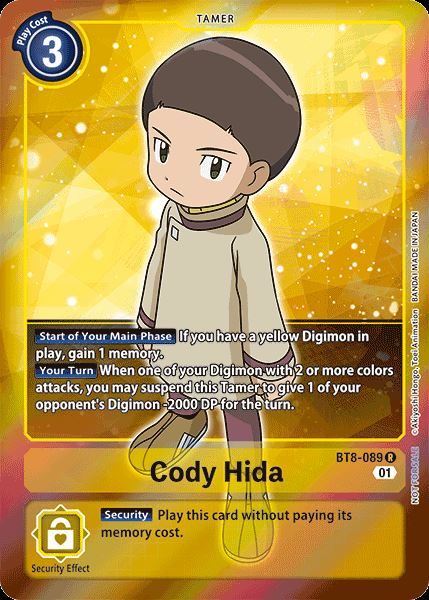 TAMER
Play Cost
3
Start of Your Main Phase If you have a yellow Digimon in
play, gain 1 memory.
Your Turn When one of your Digimon with 2 or more colors
attacks, you may suspend this Tamer to give 1 of your
opponent's Digimon -2000 DP for the turn.
BT8-089 R
01
Cody Hida
Security Play this card without paying its
memory cost.
Security Effect
NOT FOR SALE ©Akiyoshi Hongo, Toei Animation BANDAI MADE IN JAPAN